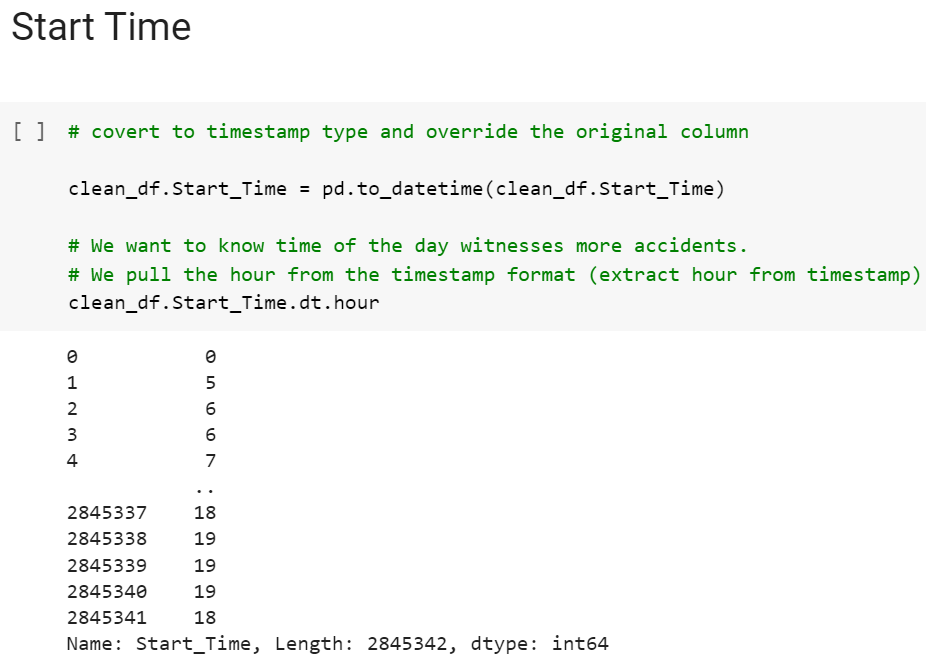 Start Time
[ ] # covert to timestamp type and override the original column
clean_df.Start_Time = pd.to_datetime(clean_df.Start_Time)
# We want to know time of the day witnesses more accidents.
# We pull the hour from the timestamp format (extract hour from timestamp)
clean_df.Start_Time.dt.hour
0 0
1 5
2 6
3 6
4 7
..
2845337 18
2845338 19
2845339 19
2845340 19
2845341 18
Name: Start_Time, Length: 2845342, dtype: int64